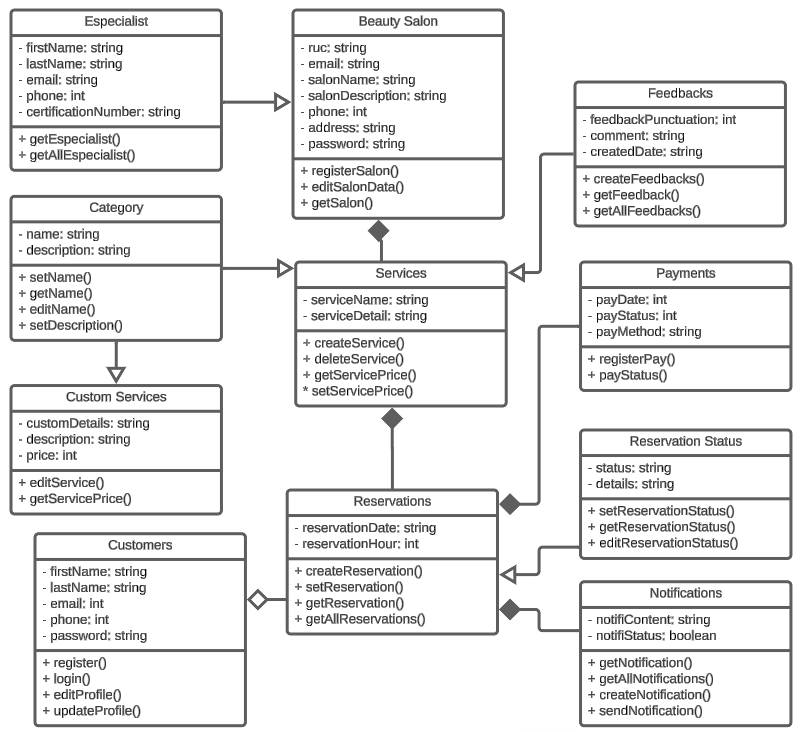 Especialist
- firstName: string
- lastName: string
- email: string
- phone: int
- certificationNumber: string
+ getEspecialist()
+ getAllEspecialist()
Beauty Salon
- ruc: string
- email: string
- salonName: string
- salonDescription: string
- phone: int
- address: string
- password: string
+ registerSalon()
+ editSalonData()
+ getSalon()
Feedbacks
- feedbackPunctuation: int
- comment: string
- createdDate: string
+ createFeedbacks()
+ getFeedback()
+ getAllFeedbacks()
Category
- name: string
- description: string
+ setName()
+ getName()
+ editName()
+ setDescription()
Services
- serviceName: string
- serviceDetail: string
+ createService()
+ deleteService()
+ getServicePrice()
* setServicePrice()
Payments
- payDate: int
- payStatus: int
- payMethod: string
+ registerPay()
+ payStatus()
Custom Services
- customDetails: string
- description: string
- price: int
+ editService()
+ getServicePrice()
Reservation Status
- status: string
- details: string
+ setReservationStatus()
+ getReservationStatus()
+ editReservationStatus()
Reservations
- reservationDate: string
- reservationHour: int
+ createReservation()
+ setReservation()
+ getReservation()
+ getAllReservations()
Customers
- firstName: string
- lastName: string
- email: int
- phone: int
- password: string
+ register()
+ login()
+ editProfile()
+ updateProfile()
Notifications
- notifiContent: string
- notifiStatus: boolean
+ getNotification()
+ getAllNotifications()
+ createNotification()
+ sendNotification()